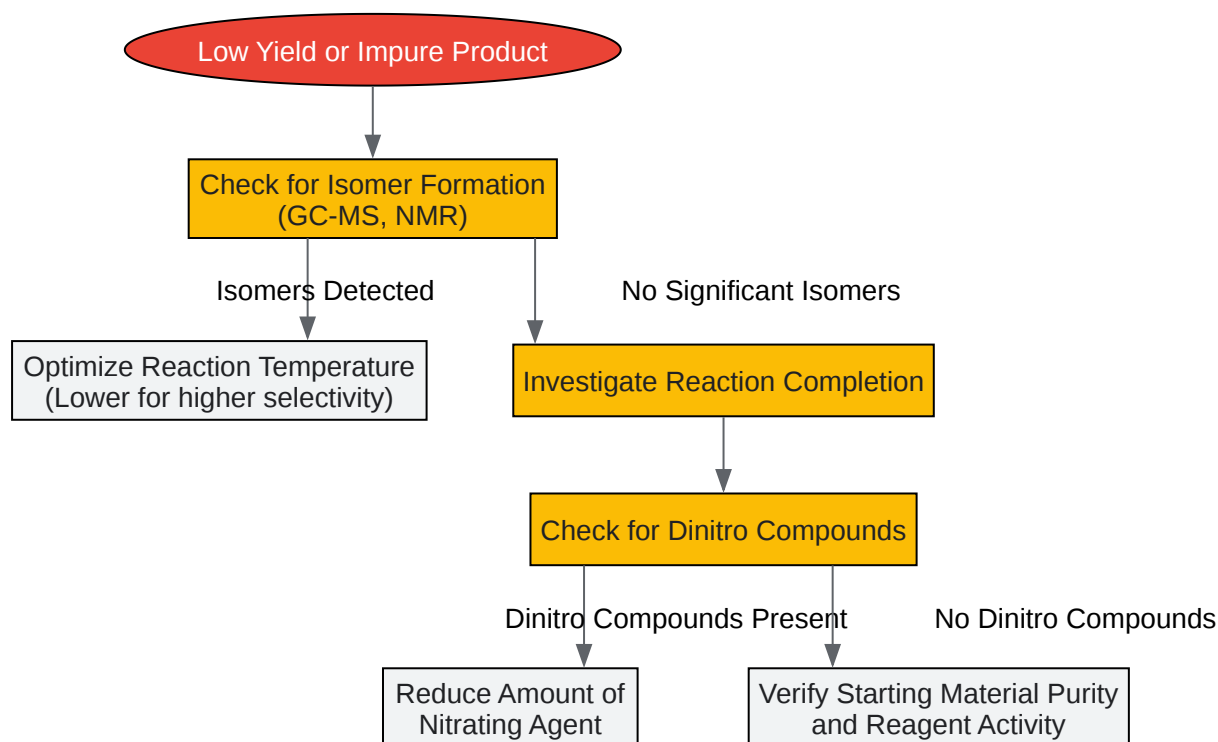 Low Yield or Impure Product
Check for Isomer Formation
(GC-MS, NMR)
Isomers Detected
No Significant Isomers
Optimize Reaction Temperature
(Lower for higher selectivity)
Investigate Reaction Completion
Check for Dinitro Compounds
Dinitro Compounds Present
No Dinitro Compounds
Reduce Amount of
Nitrating Agent
Verify Starting Material Purity
and Reagent Activity